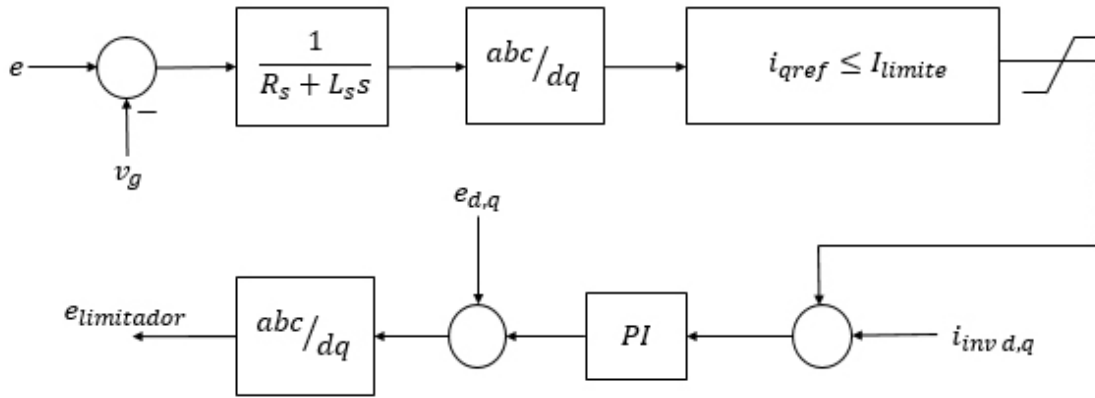 e
−
v_g
1 / (R_s + L_s s)
abc/dq
i_qref ≤ I_limite
e_d,q
e_limitador
abc/dq
PI
i_inv d,q